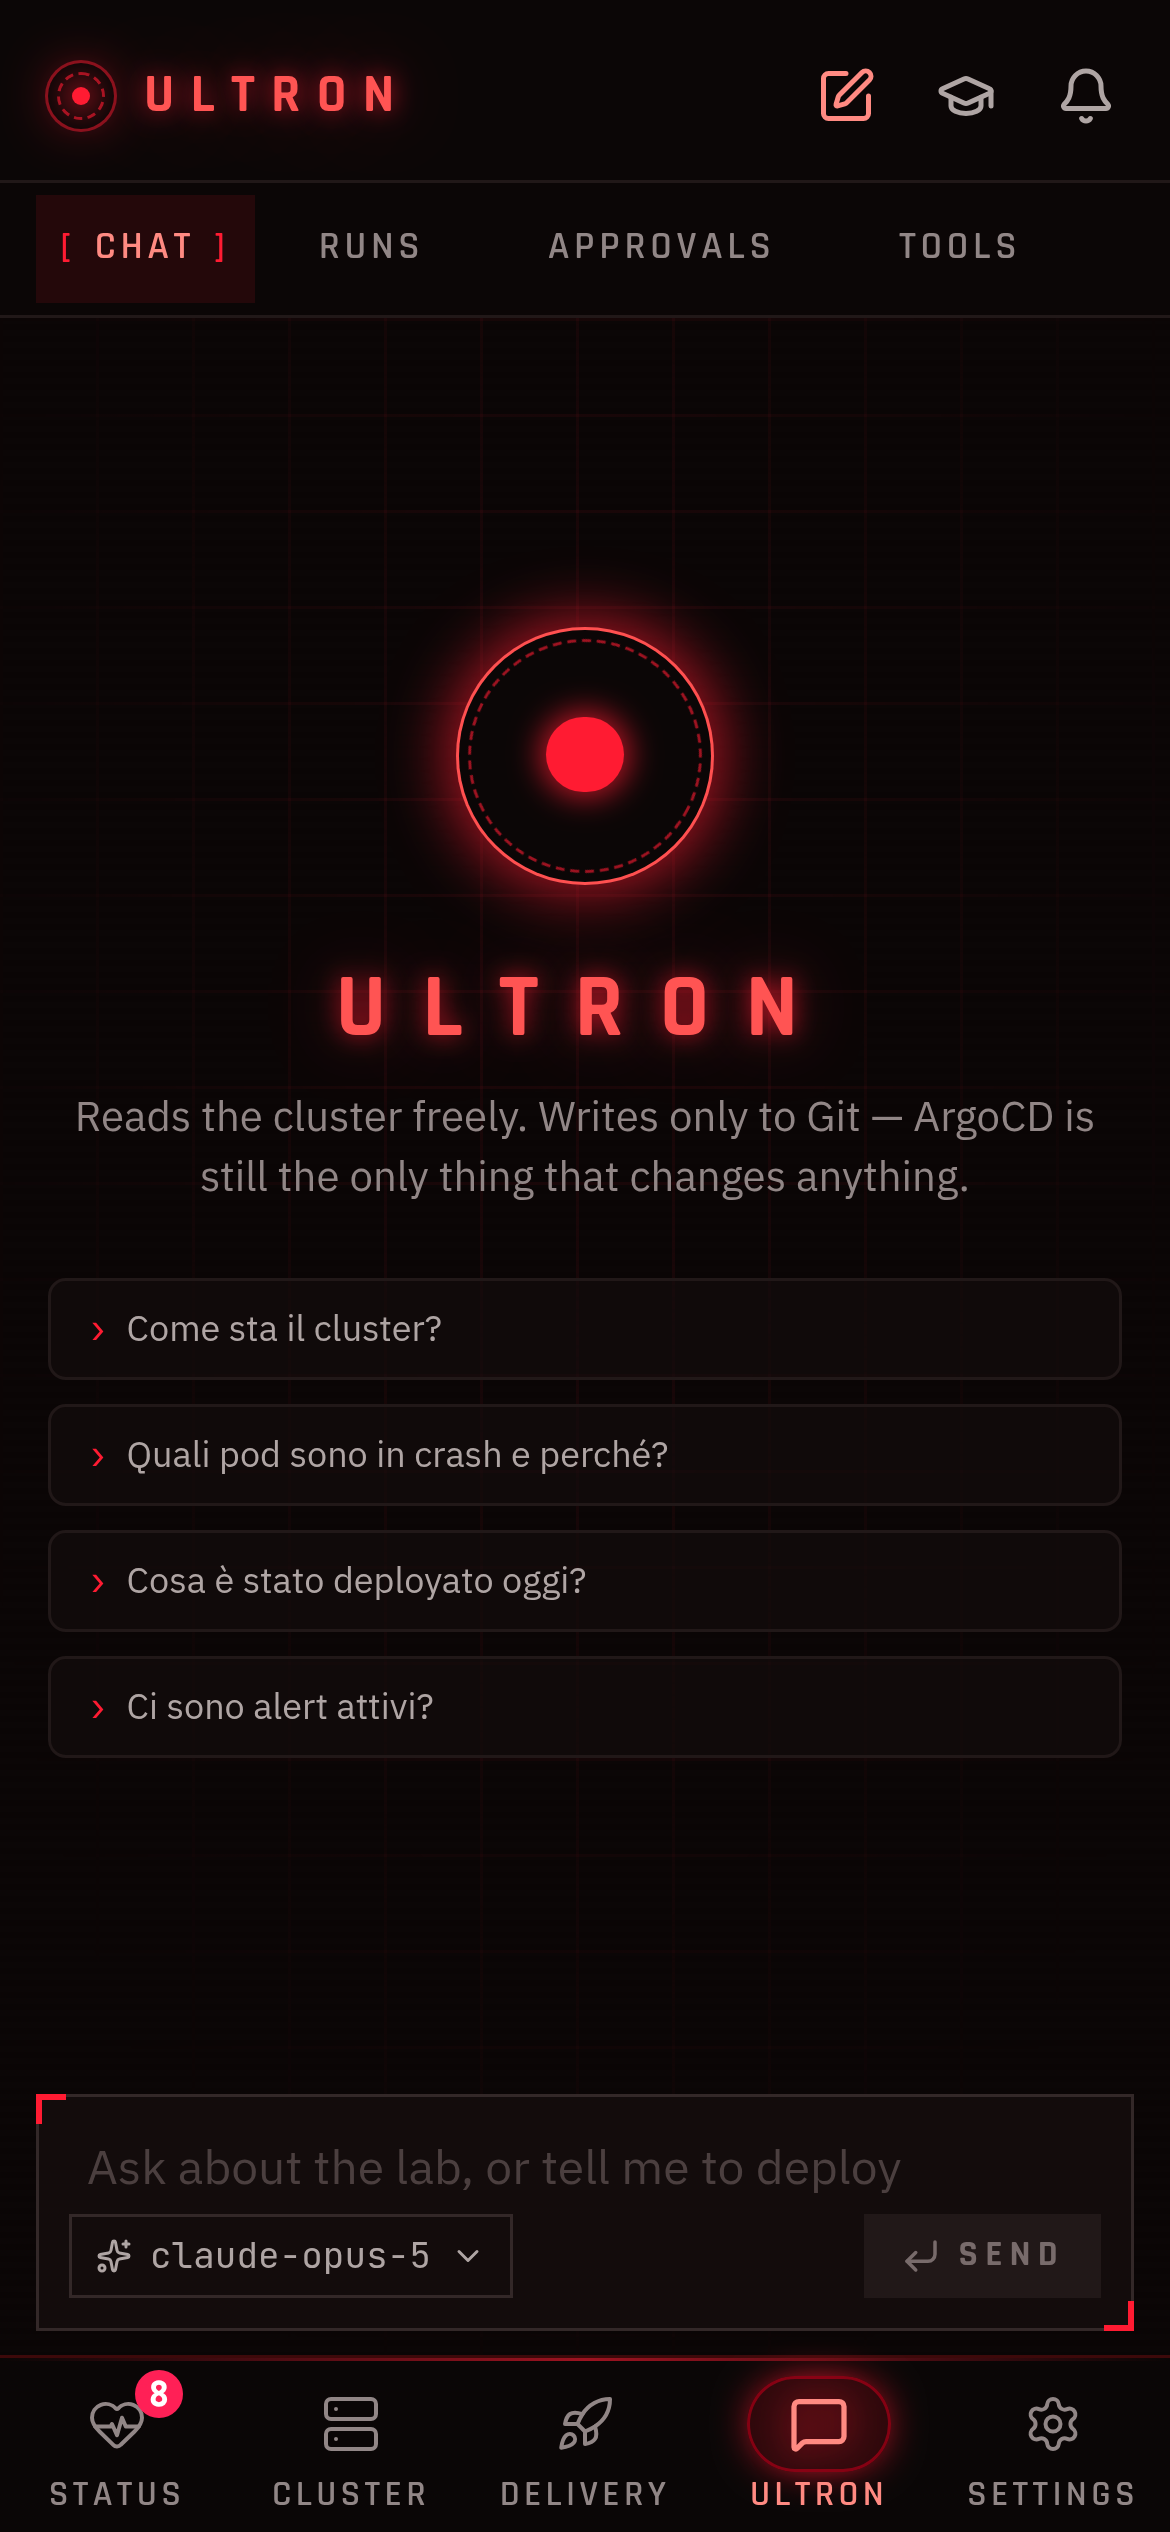 ULTRON
[ CHAT ] RUNS APPROVALS TOOLS
ULTRON
Reads the cluster freely. Writes only to Git — ArgoCD is
still the only thing that changes anything.
› Come sta il cluster?
› Quali pod sono in crash e perché?
› Cosa è stato deployato oggi?
› Ci sono alert attivi?
Ask about the lab, or tell me to deploy
claude-opus-5 SEND
8
STATUS CLUSTER DELIVERY ULTRON SETTINGS